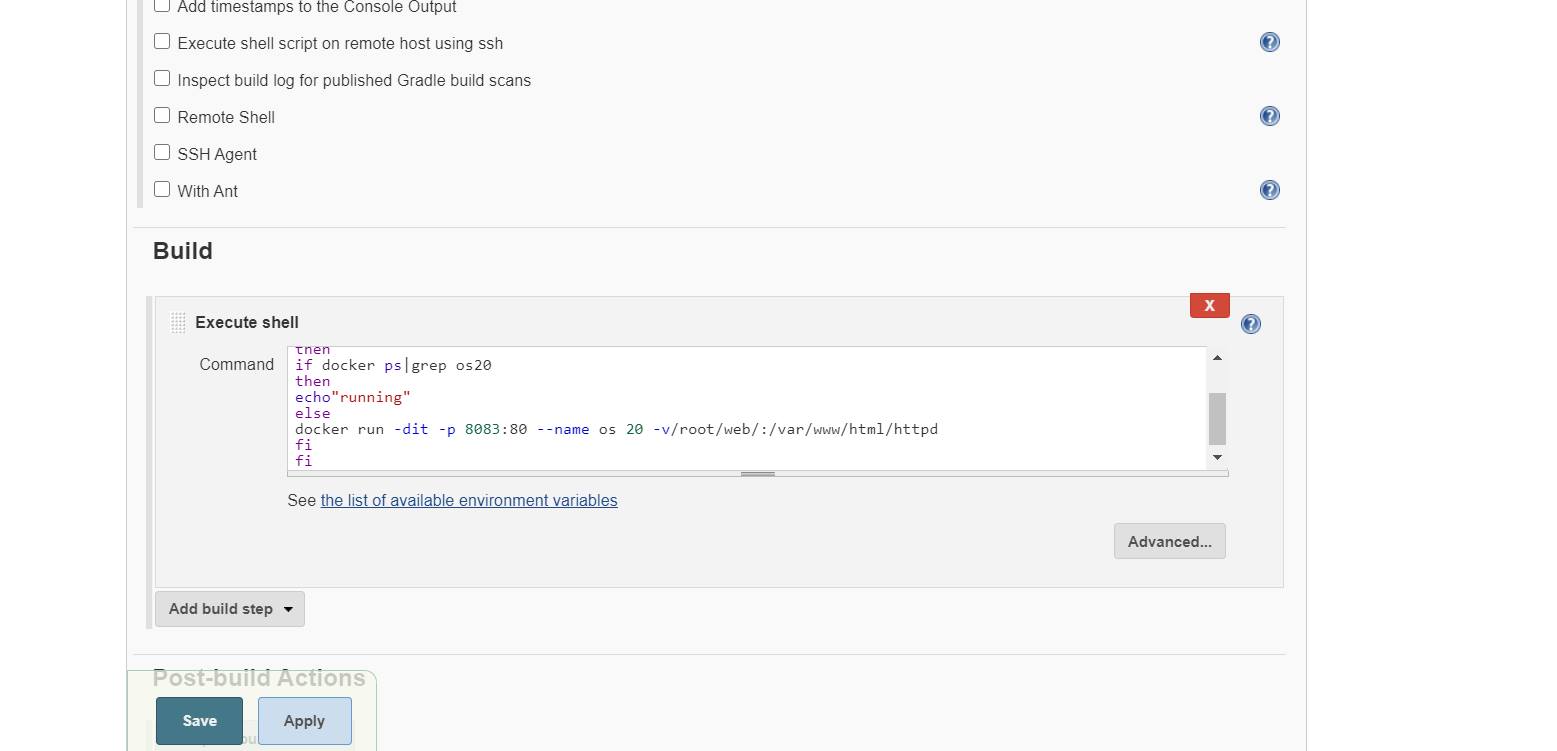 Add timestamps to the Console Output
Execute shell script on remote host using ssh
Inspect build log for published Gradle build scans
Remote Shell
SSH Agent
With Ant
Build
X
Execute shell
Command
then
if docker ps|grep os20
then
echo"running"
else
docker run -dit -p 8083:80 --name os 20 -v/root/web/:/var/www/html/httpd
fi
fi
See the list of available environment variables
Advanced...
Add build step
Post-build Actions
Save
Apply